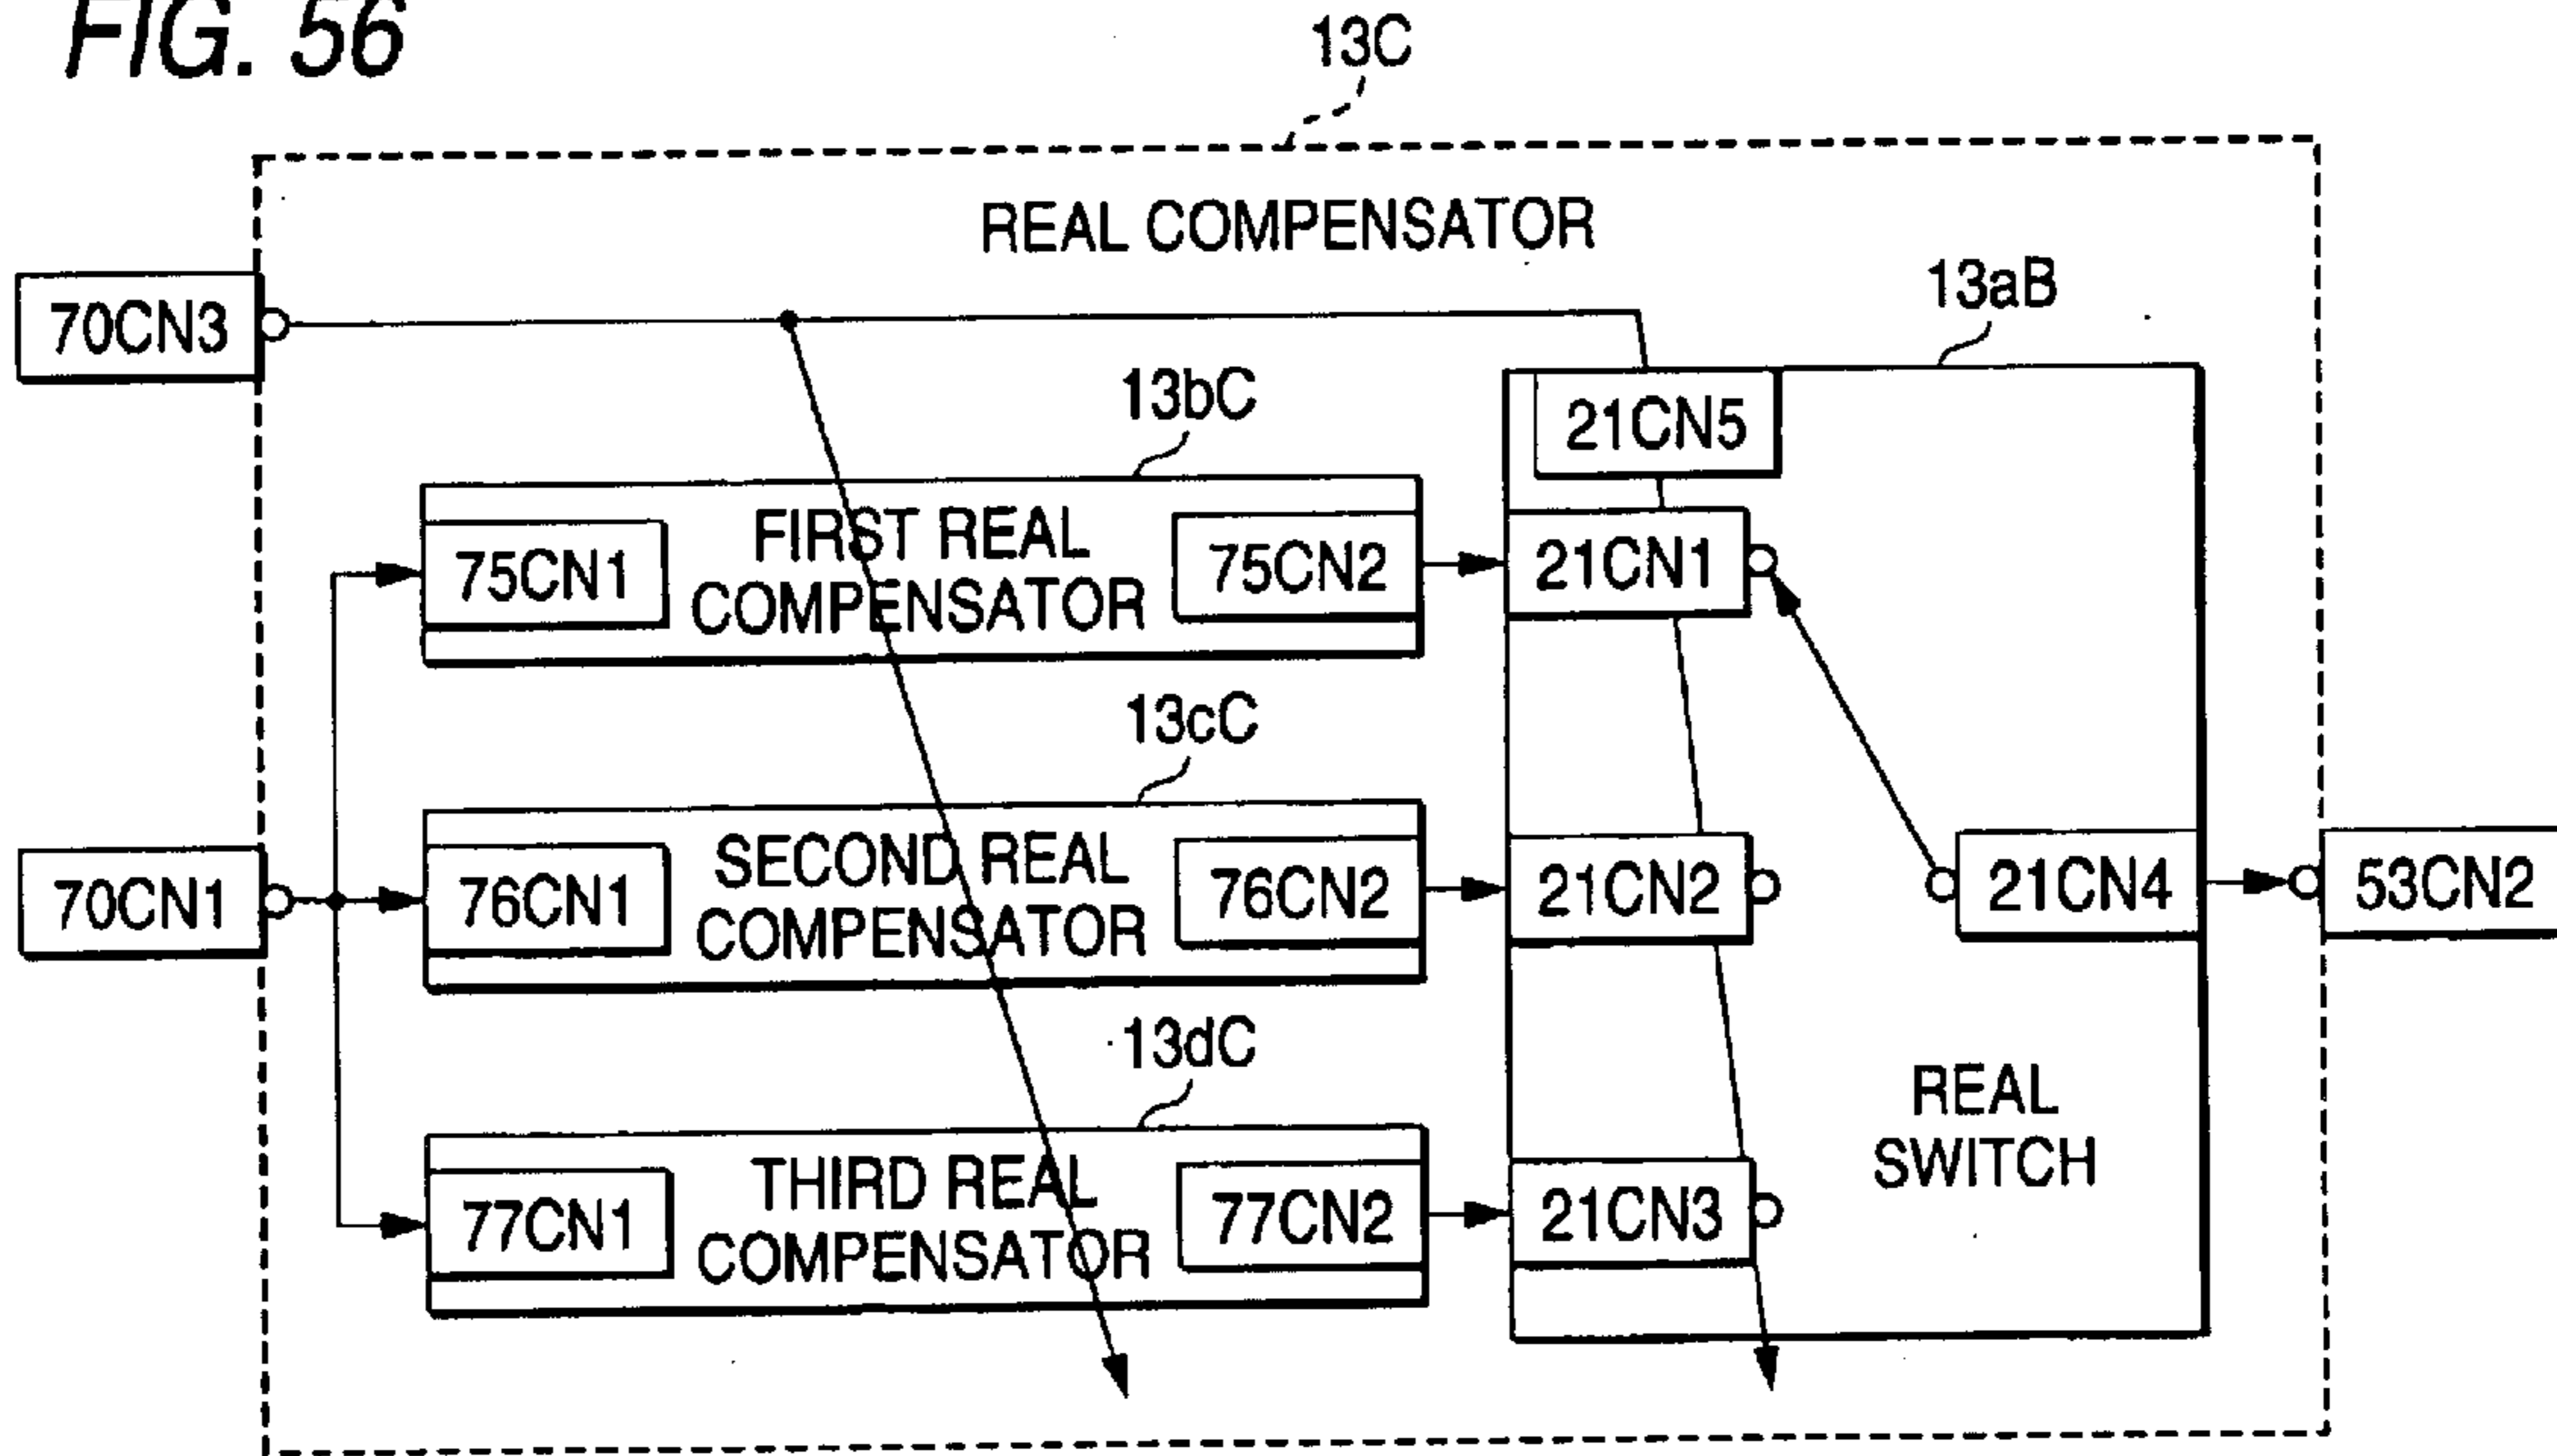 FIG. 56
13C
REAL COMPENSATOR
70CN3
13aB
13bC
21CN5
75CN1
FIRST REAL
COMPENSATOR
75CN2
21CN1
13cC
70CN1
76CN1
SECOND REAL
COMPENSATOR
76CN2
21CN2
21CN4
53CN2
13dC
77CN1
THIRD REAL
COMPENSATOR
77CN2
21CN3
REAL
SWITCH